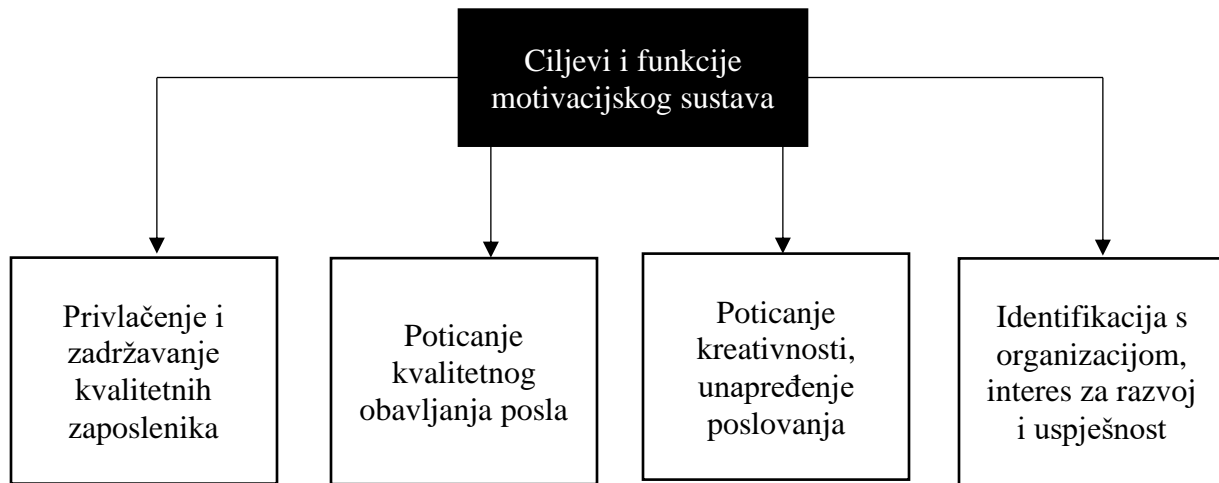 Ciljevi i funkcije
motivacijskog sustava
Privlačenje i
zadržavanje
kvalitetnih
zaposlenika
Poticanje
kvalitetnog
obavljanja posla
Poticanje
kreativnosti,
unapređenje
poslovanja
Identifikacija s
organizacijom,
interes za razvoj
i uspješnost